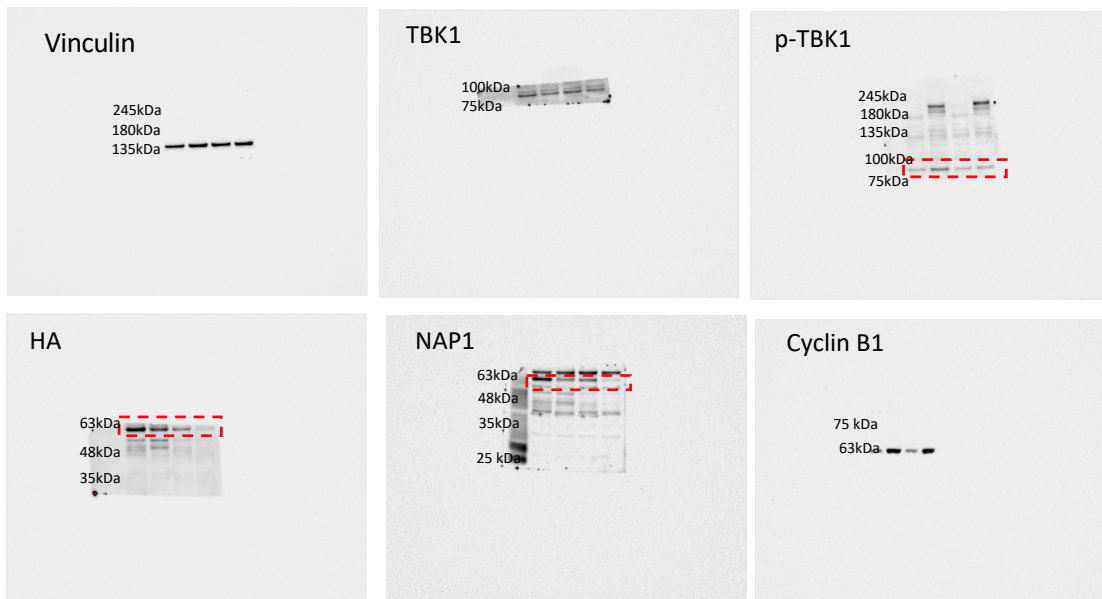 Vinculin
245kDa
180kDa
135kDa
TBK1
100kDa
75kDa
p-TBK1
245kDa
180kDa
135kDa
100kDa
75kDa
HA
63kDa
48kDa
35kDa
NAP1
63kDa
48kDa
35kDa
25 kDa
Cyclin B1
75 kDa
63kDa